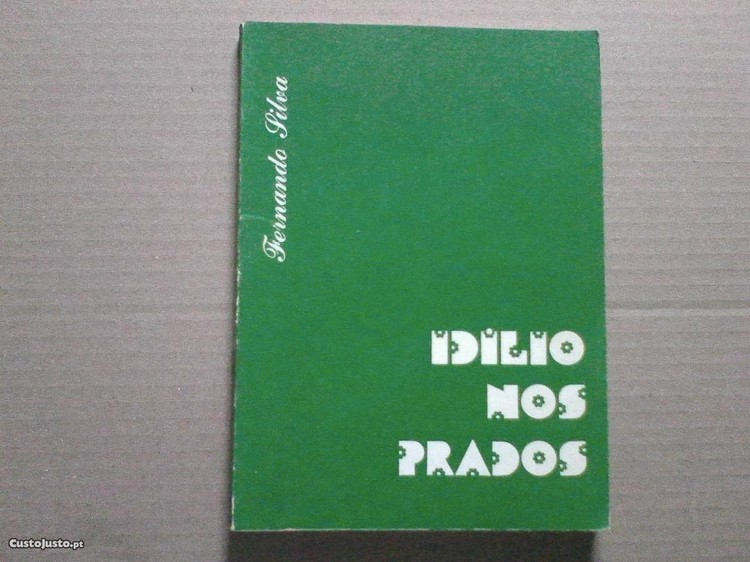 Fernando Silva
IDÍLIO
NOS
PRADOS
CustoJusto.pt